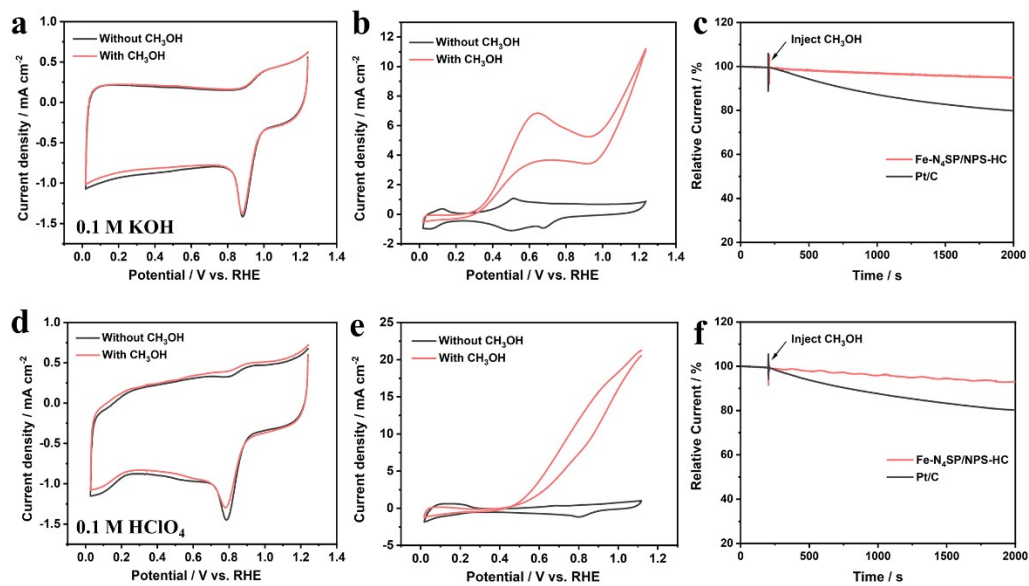 a
Without CH₃OH
With CH₃OH
Current density / mA cm⁻²
1.0
0.5
0.0
-0.5
-1.0
-1.5
0.1 M KOH
0.0 0.2 0.4 0.6 0.8 1.0 1.2 1.4
Potential / V vs. RHE
b
Without CH₃OH
With CH₃OH
Current density / mA cm⁻²
14
12
10
8
6
4
2
0
-2
0.0 0.2 0.4 0.6 0.8 1.0 1.2 1.4
Potential / V vs. RHE
c
Inject CH₃OH
Relative Current / %
120
100
80
60
40
20
Fe-N₄SP/NPS-HC
Pt/C
0 500 1000 1500 2000
Time / s
d
Without CH₃OH
With CH₃OH
Current density / mA cm⁻²
1.0
0.5
0.0
-0.5
-1.0
-1.5
0.1 M HClO₄
0.0 0.2 0.4 0.6 0.8 1.0 1.2 1.4
Potential / V vs. RHE
e
Without CH₃OH
With CH₃OH
Current density / mA cm⁻²
25
20
15
10
5
0
-5
0.0 0.2 0.4 0.6 0.8 1.0 1.2
Potential / V vs. RHE
f
Inject CH₃OH
Relative Current / %
120
100
80
60
40
20
Fe-N₄SP/NPS-HC
Pt/C
0 500 1000 1500 2000
Time / s